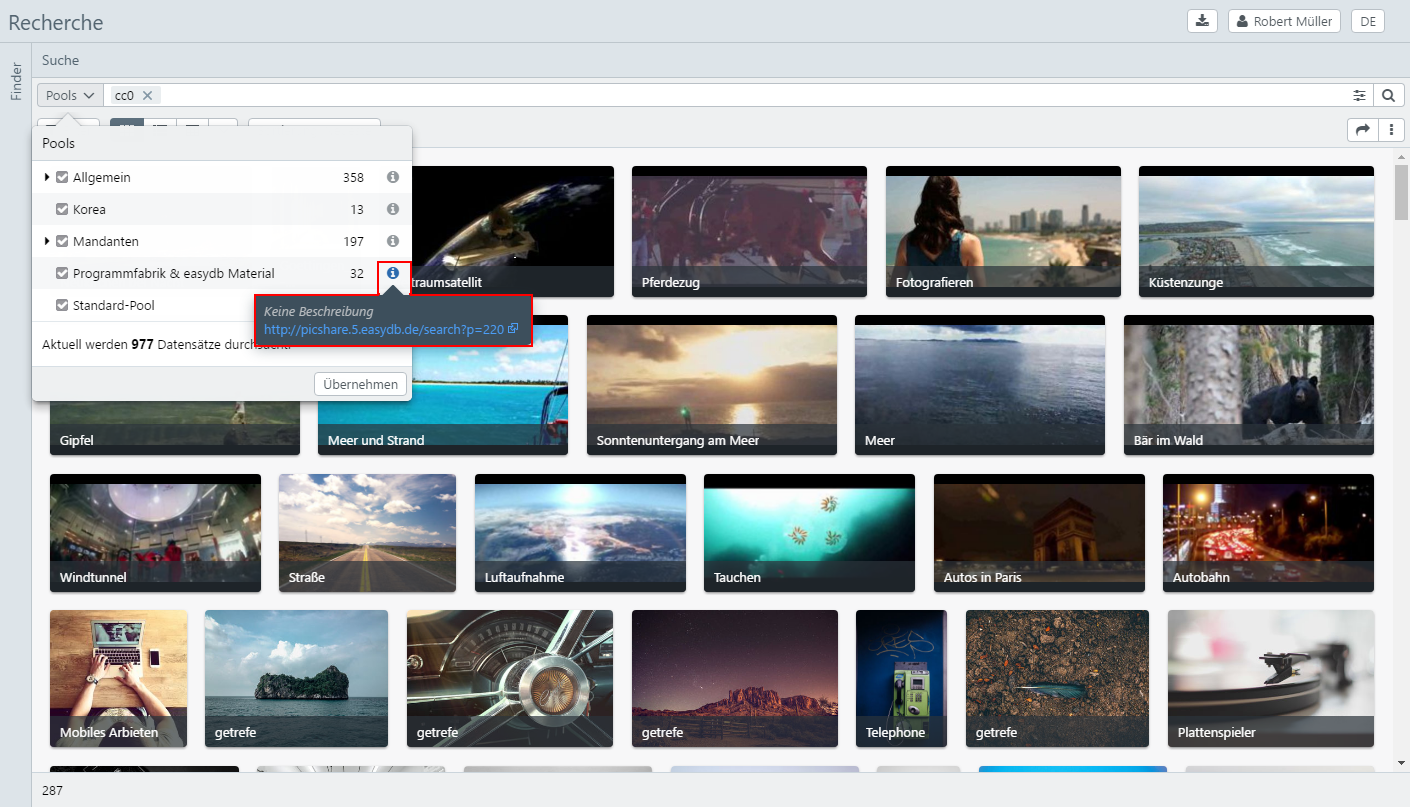 Recherche
Robert Müller
DE
Finder
Suche
Pools
cc0
Pools
Allgemein 358
Korea 13
Mandanten 197
Programmfabrik & easydb Material 32
Standard-Pool
Keine Beschreibung
http://picshare.5.easydb.de/search?p=220
Aktuell werden 977 Datensätze durchsucht.
Übernehmen
traumsatellit
Pferdezug
Fotografieren
Küstenzunge
Gipfel
Meer und Strand
Sonntenuntergang am Meer
Meer
Bär im Wald
Windtunnel
Straße
Luftaufnahme
Tauchen
Autos in Paris
Autobahn
Mobiles Arbieten
getrefe
getrefe
getrefe
Telephone
getrefe
Plattenspieler
287